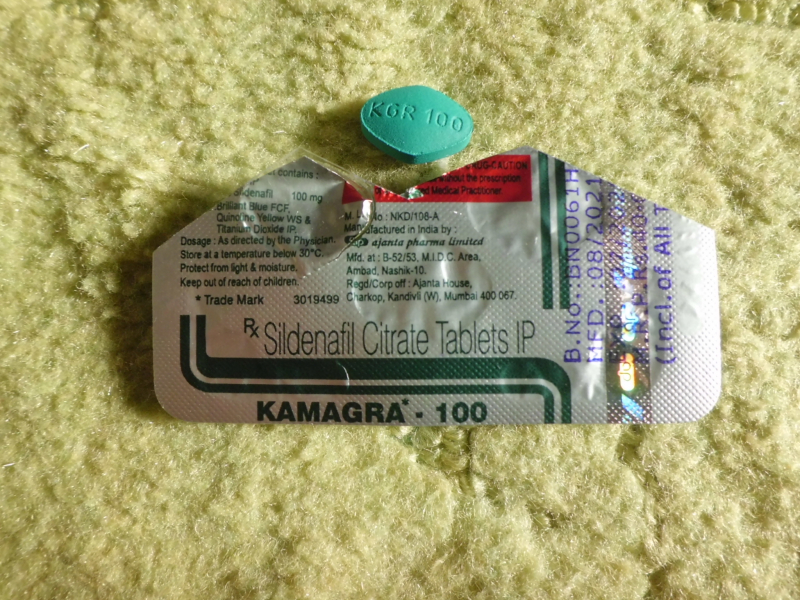 KGR 100
contains :
Sildenafil 100 mg
Brilliant Blue FCF,
Quinoline Yellow WS &
Titanium Dioxide IP.
Dosage : As directed by the Physician.
Store at a temperature below 30°C.
Protect from light & moisture.
Keep out of reach of children.
* Trade Mark 3019499
DRUG-CAUTION
without the prescription
Medical Practitioner.
No : NKD/108-A
Manufactured in India by :
ajanta pharma limited
Mfd. at : B-52/53, M.I.D.C. Area,
Ambad, Nashik-10.
Regd/Corp off : Ajanta House,
Charkop, Kandivli (W), Mumbai 400 067.
Rx Sildenafil Citrate Tablets IP
KAMAGRA* - 100
B.No.:BN0061H
MFD.:08/2021
(Incl.of All T